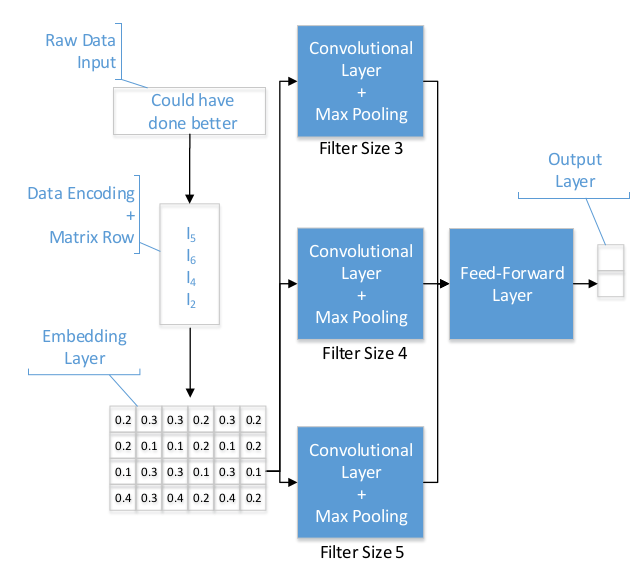 Raw Data
Input
Could have
done better
Data Encoding
+
Matrix Row
I5
I6
I4
I2
Embedding
Layer
0.2 0.3 0.3 0.2 0.3 0.2
0.2 0.1 0.1 0.2 0.1 0.2
0.1 0.3 0.3 0.1 0.3 0.1
0.4 0.3 0.4 0.2 0.4 0.2
Convolutional
Layer
+
Max Pooling
Filter Size 3
Convolutional
Layer
+
Max Pooling
Filter Size 4
Convolutional
Layer
+
Max Pooling
Filter Size 5
Feed-Forward
Layer
Output
Layer